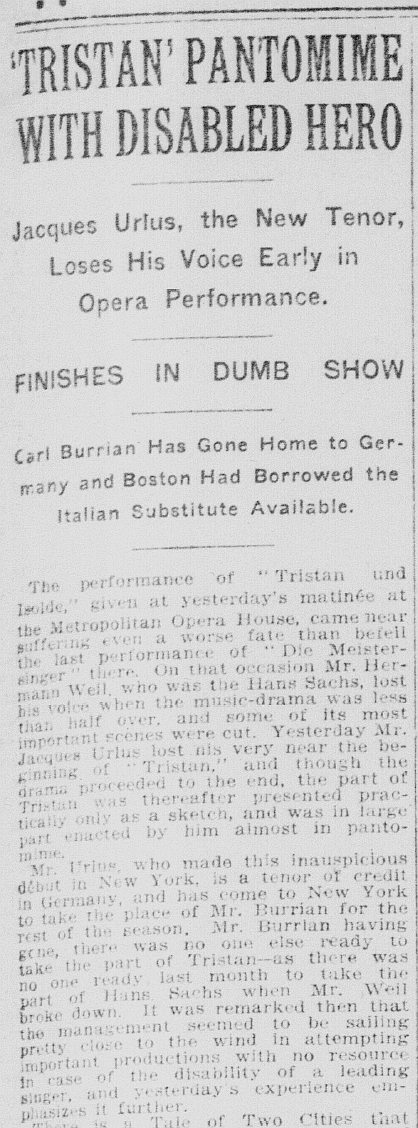 'TRISTAN' PANTOMIME
WITH DISABLED HERO
Jacques Urlus, the New Tenor,
Loses His Voice Early in
Opera Performance.
FINISHES IN DUMB SHOW
Carl Burrian Has Gone Home to Ger-
many and Boston Had Borrowed the
Italian Substitute Available.
The performance of "Tristan und
Isolde," given at yesterday's matinée at
the Metropolitan Opera House, came near
suffering even a worse fate than befell
the last performance of "Die Meister-
singer" there. On that occasion Mr. Her-
mann Weil, who was the Hans Sachs, lost
his voice when the music-drama was less
than half over, and some of its most
important scenes were cut. Yesterday Mr.
Jacques Urlus lost his very near the be-
ginning of "Tristan," and though the
drama proceeded to the end, the part of
Tristan was thereafter presented prac-
tically only as a sketch, and was in large
part enacted by him almost in panto-
mime.
Mr. Urlus, who made this inauspicious
début in New York, is a tenor of credit
in Germany, and has come to New York
to take the place of Mr. Burrian for the
rest of the season. Mr. Burrian having
gone, there was no one else ready to
take the part of Tristan—as there was
no one ready last month to take the
part of Hans Sachs when Mr. Weil
broke down. It was remarked then that
the management seemed to be sailing
pretty close to the wind in attempting
important productions with no resource
in case of the disability of a leading
singer, and yesterday's experience em-
phasizes it further.
There is a Tale of Two Cities that